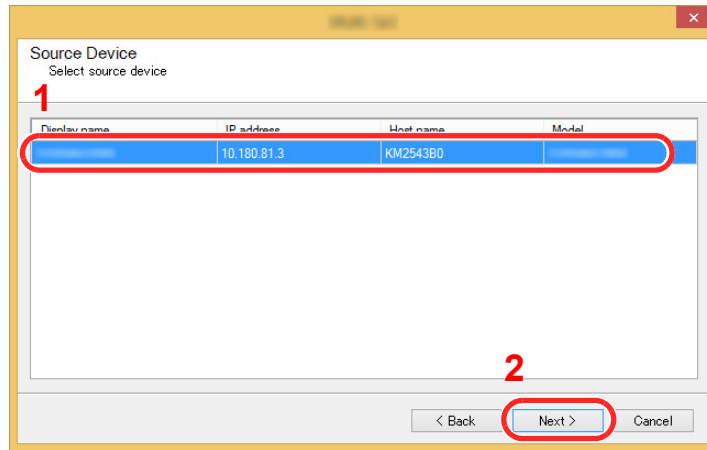 Source Device
Select source device
1
Display name IP address Host name Model
10.180.81.3 KM2543B0
2
< Back Next > Cancel